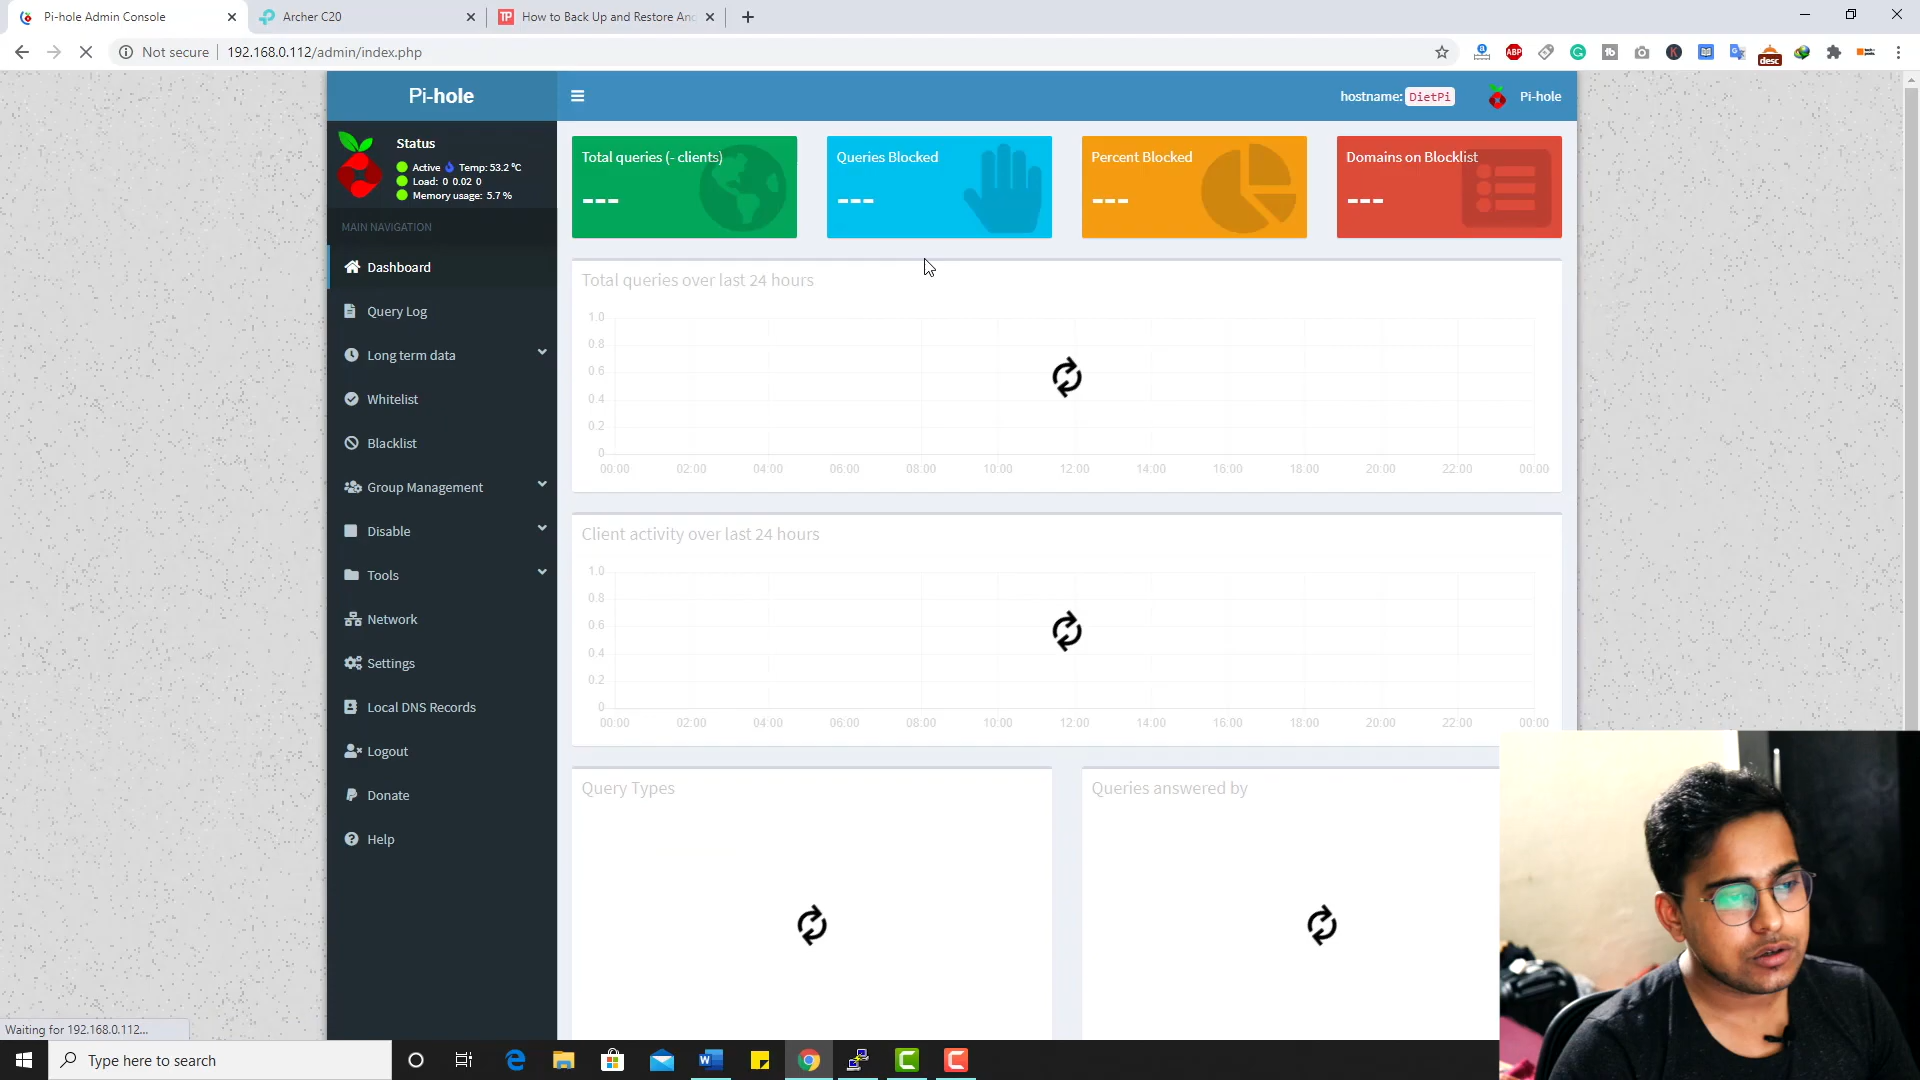 Pi-hole Admin Console
Archer C20
How to Back Up and Restore And
Not secure
192.168.0.112/admin/index.php
ABP
desc
Pi-hole
hostname: DietPi
Pi-hole
Status
Active Temp: 53.2 °C
Load: 0 0.02 0
Memory usage: 5.7 %
MAIN NAVIGATION
Dashboard
Query Log
Long term data
Whitelist
Blacklist
Group Management
Disable
Tools
Network
Settings
Local DNS Records
Logout
Donate
Help
Total queries (- clients)
---
Queries Blocked
---
Percent Blocked
---
Domains on Blocklist
---
Total queries over last 24 hours
1.0
0.8
0.6
0.4
0.2
0
00:00 02:00 04:00 06:00 08:00 10:00 12:00 14:00 16:00 18:00 20:00 22:00 00:00
Client activity over last 24 hours
1.0
0.8
0.6
0.4
0.2
0
00:00 02:00 04:00 06:00 08:00 10:00 12:00 14:00 16:00 18:00 20:00 22:00 00:00
Query Types
Queries answered by
Waiting for 192.168.0.112...
Type here to search